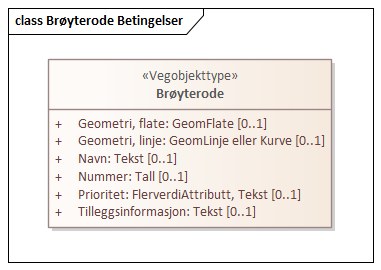 class Brøyterode Betingelser
«Vegobjekttype»
Brøyterode
+ Geometri, flate: GeomFlate [0..1]
+ Geometri, linje: GeomLinje eller Kurve [0..1]
+ Navn: Tekst [0..1]
+ Nummer: Tall [0..1]
+ Prioritet: FlerverdiAttributt, Tekst [0..1]
+ Tilleggsinformasjon: Tekst [0..1]